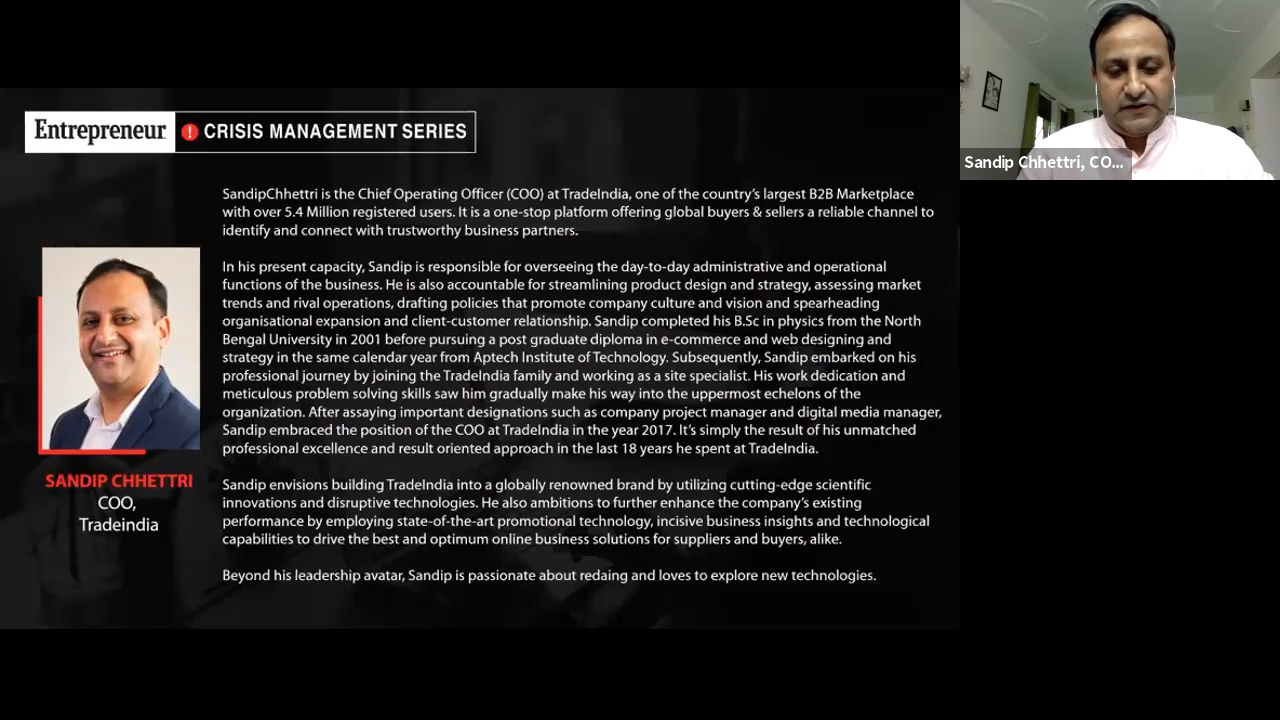 Entrepreneur ! CRISIS MANAGEMENT SERIES
SandipChhettri is the Chief Operating Officer (COO) at TradeIndia, one of the country's largest B2B Marketplace
with over 5.4 Million registered users. It is a one-stop platform offering global buyers & sellers a reliable channel to
identify and connect with trustworthy business partners.
In his present capacity, Sandip is responsible for overseeing the day-to-day administrative and operational
functions of the business. He is also accountable for streamlining product design and strategy, assessing market
trends and rival operations, drafting policies that promote company culture and vision and spearheading
organisational expansion and client-customer relationship. Sandip completed his B.Sc in physics from the North
Bengal University in 2001 before pursuing a post graduate diploma in e-commerce and web designing and
strategy in the same calendar year from Aptech Institute of Technology. Subsequently, Sandip embarked on his
professional journey by joining the TradeIndia family and working as a site specialist. His work dedication and
meticulous problem solving skills saw him gradually make his way into the uppermost echelons of the
organization. After assaying important designations such as company project manager and digital media manager,
Sandip embraced the position of the COO at TradeIndia in the year 2017. It's simply the result of his unmatched
professional excellence and result oriented approach in the last 18 years he spent at TradeIndia.
Sandip envisions building TradeIndia into a globally renowned brand by utilizing cutting-edge scientific
innovations and disruptive technologies. He also ambitions to further enhance the company's existing
performance by employing state-of-the-art promotional technology, incisive business insights and technological
capabilities to drive the best and optimum online business solutions for suppliers and buyers, alike.
Beyond his leadership avatar, Sandip is passionate about redaing and loves to explore new technologies.
SANDIP CHHETTRI
COO,
Tradeindia
Sandip Chhettri, CO...